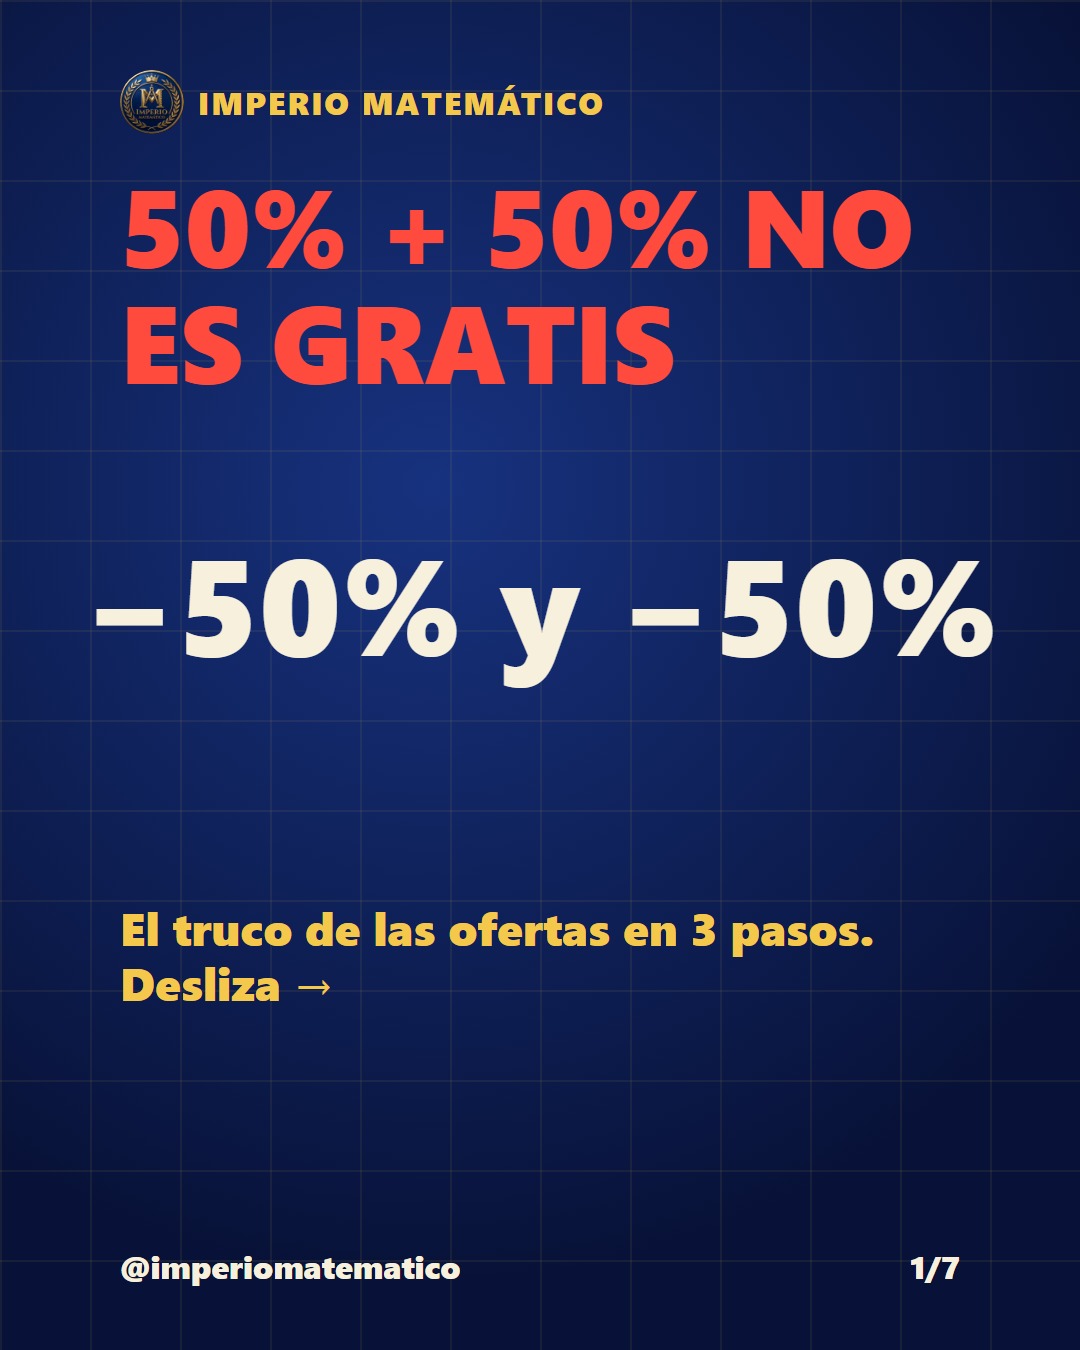 IMPERIO MATEMÁTICO
50% + 50% NO
ES GRATIS
−50% y −50%
El truco de las ofertas en 3 pasos.
Desliza →
@imperiomatematico
1/7